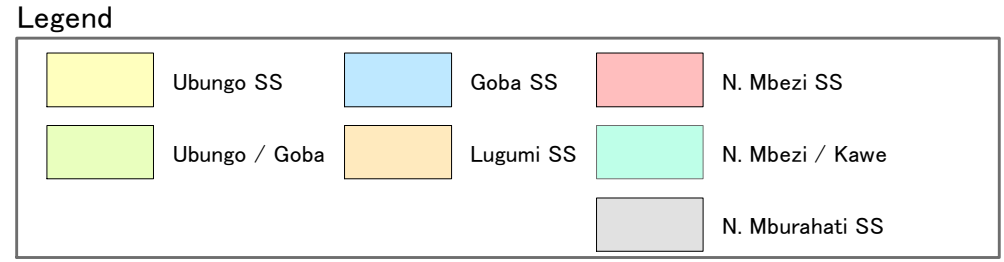 Legend
Ubungo SS
Goba SS
N. Mbezi SS
Ubungo / Goba
Lugumi SS
N. Mbezi / Kawe
N. Mburahati SS